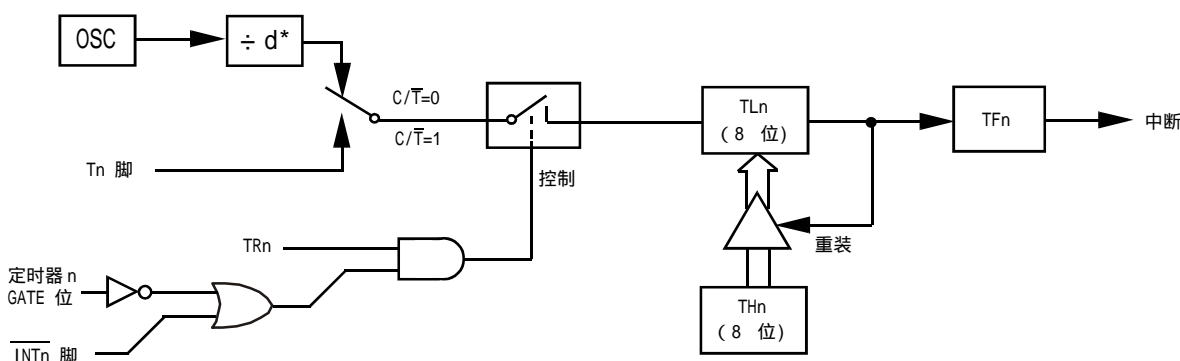 OSC
÷ d*
C/T̅=0
C/T̅=1
TLn
(8 位)
TFn
中断
Tn 脚
控制
TRn
重装
定时器 n
GATE 位
THn
(8 位)
I̅N̅T̅n̅ 脚